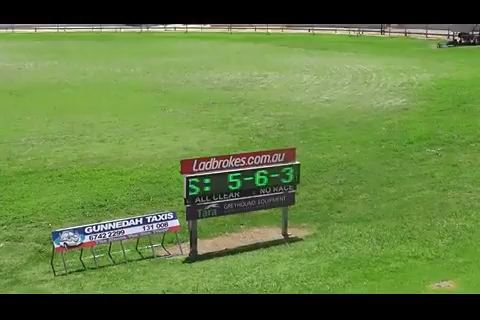 Ladbrokes.com.au
S: 5-6-3
ALL CLEAR NO RACE
Tara GREYHOUND EQUIPMENT
GUNNEDAH TAXIS
6742 2299 131 008